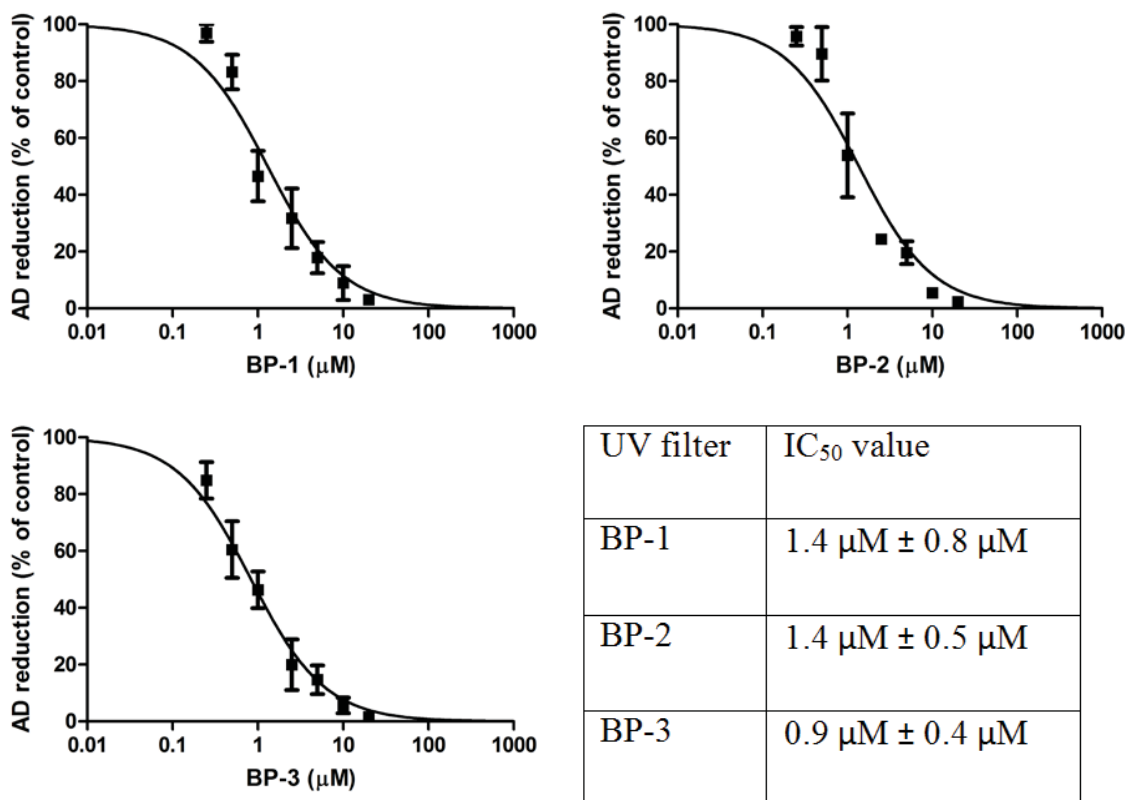 AD reduction (% of control)
100
80
60
40
20
0
0.01 0.1 1 10 100 1000
BP-1 (μM)
AD reduction (% of control)
100
80
60
40
20
0
0.01 0.1 1 10 100 1000
BP-2 (μM)
AD reduction (% of control)
100
80
60
40
20
0
0.01 0.1 1 10 100 1000
BP-3 (μM)
UV filter IC₅₀ value
BP-1 1.4 μM ± 0.8 μM
BP-2 1.4 μM ± 0.5 μM
BP-3 0.9 μM ± 0.4 μM